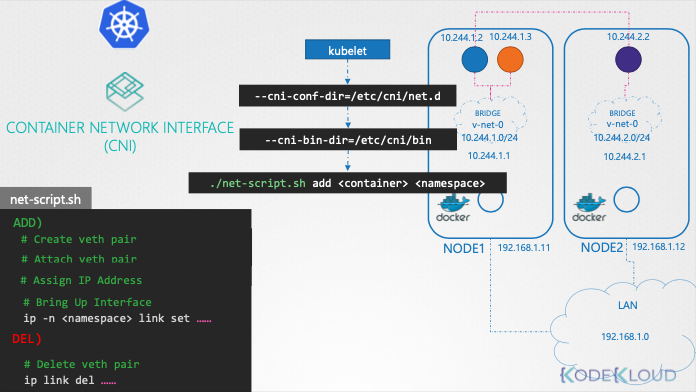 kubelet
--cni-conf-dir=/etc/cni/net.d
--cni-bin-dir=/etc/cni/bin
./net-script.sh add <container> <namespace>
CONTAINER NETWORK INTERFACE
(CNI)
net-script.sh
ADD)
# Create veth pair
# Attach veth pair
# Assign IP Address
# Bring Up Interface
ip -n <namespace> link set ……
DEL)
# Delete veth pair
ip link del ……
10.244.1.2
10.244.1.3
BRIDGE
v-net-0
10.244.1.0/24
10.244.1.1
docker
NODE1
192.168.1.11
10.244.2.2
BRIDGE
v-net-0
10.244.2.0/24
10.244.2.1
docker
NODE2
192.168.1.12
LAN
192.168.1.0
KODEKLOUD